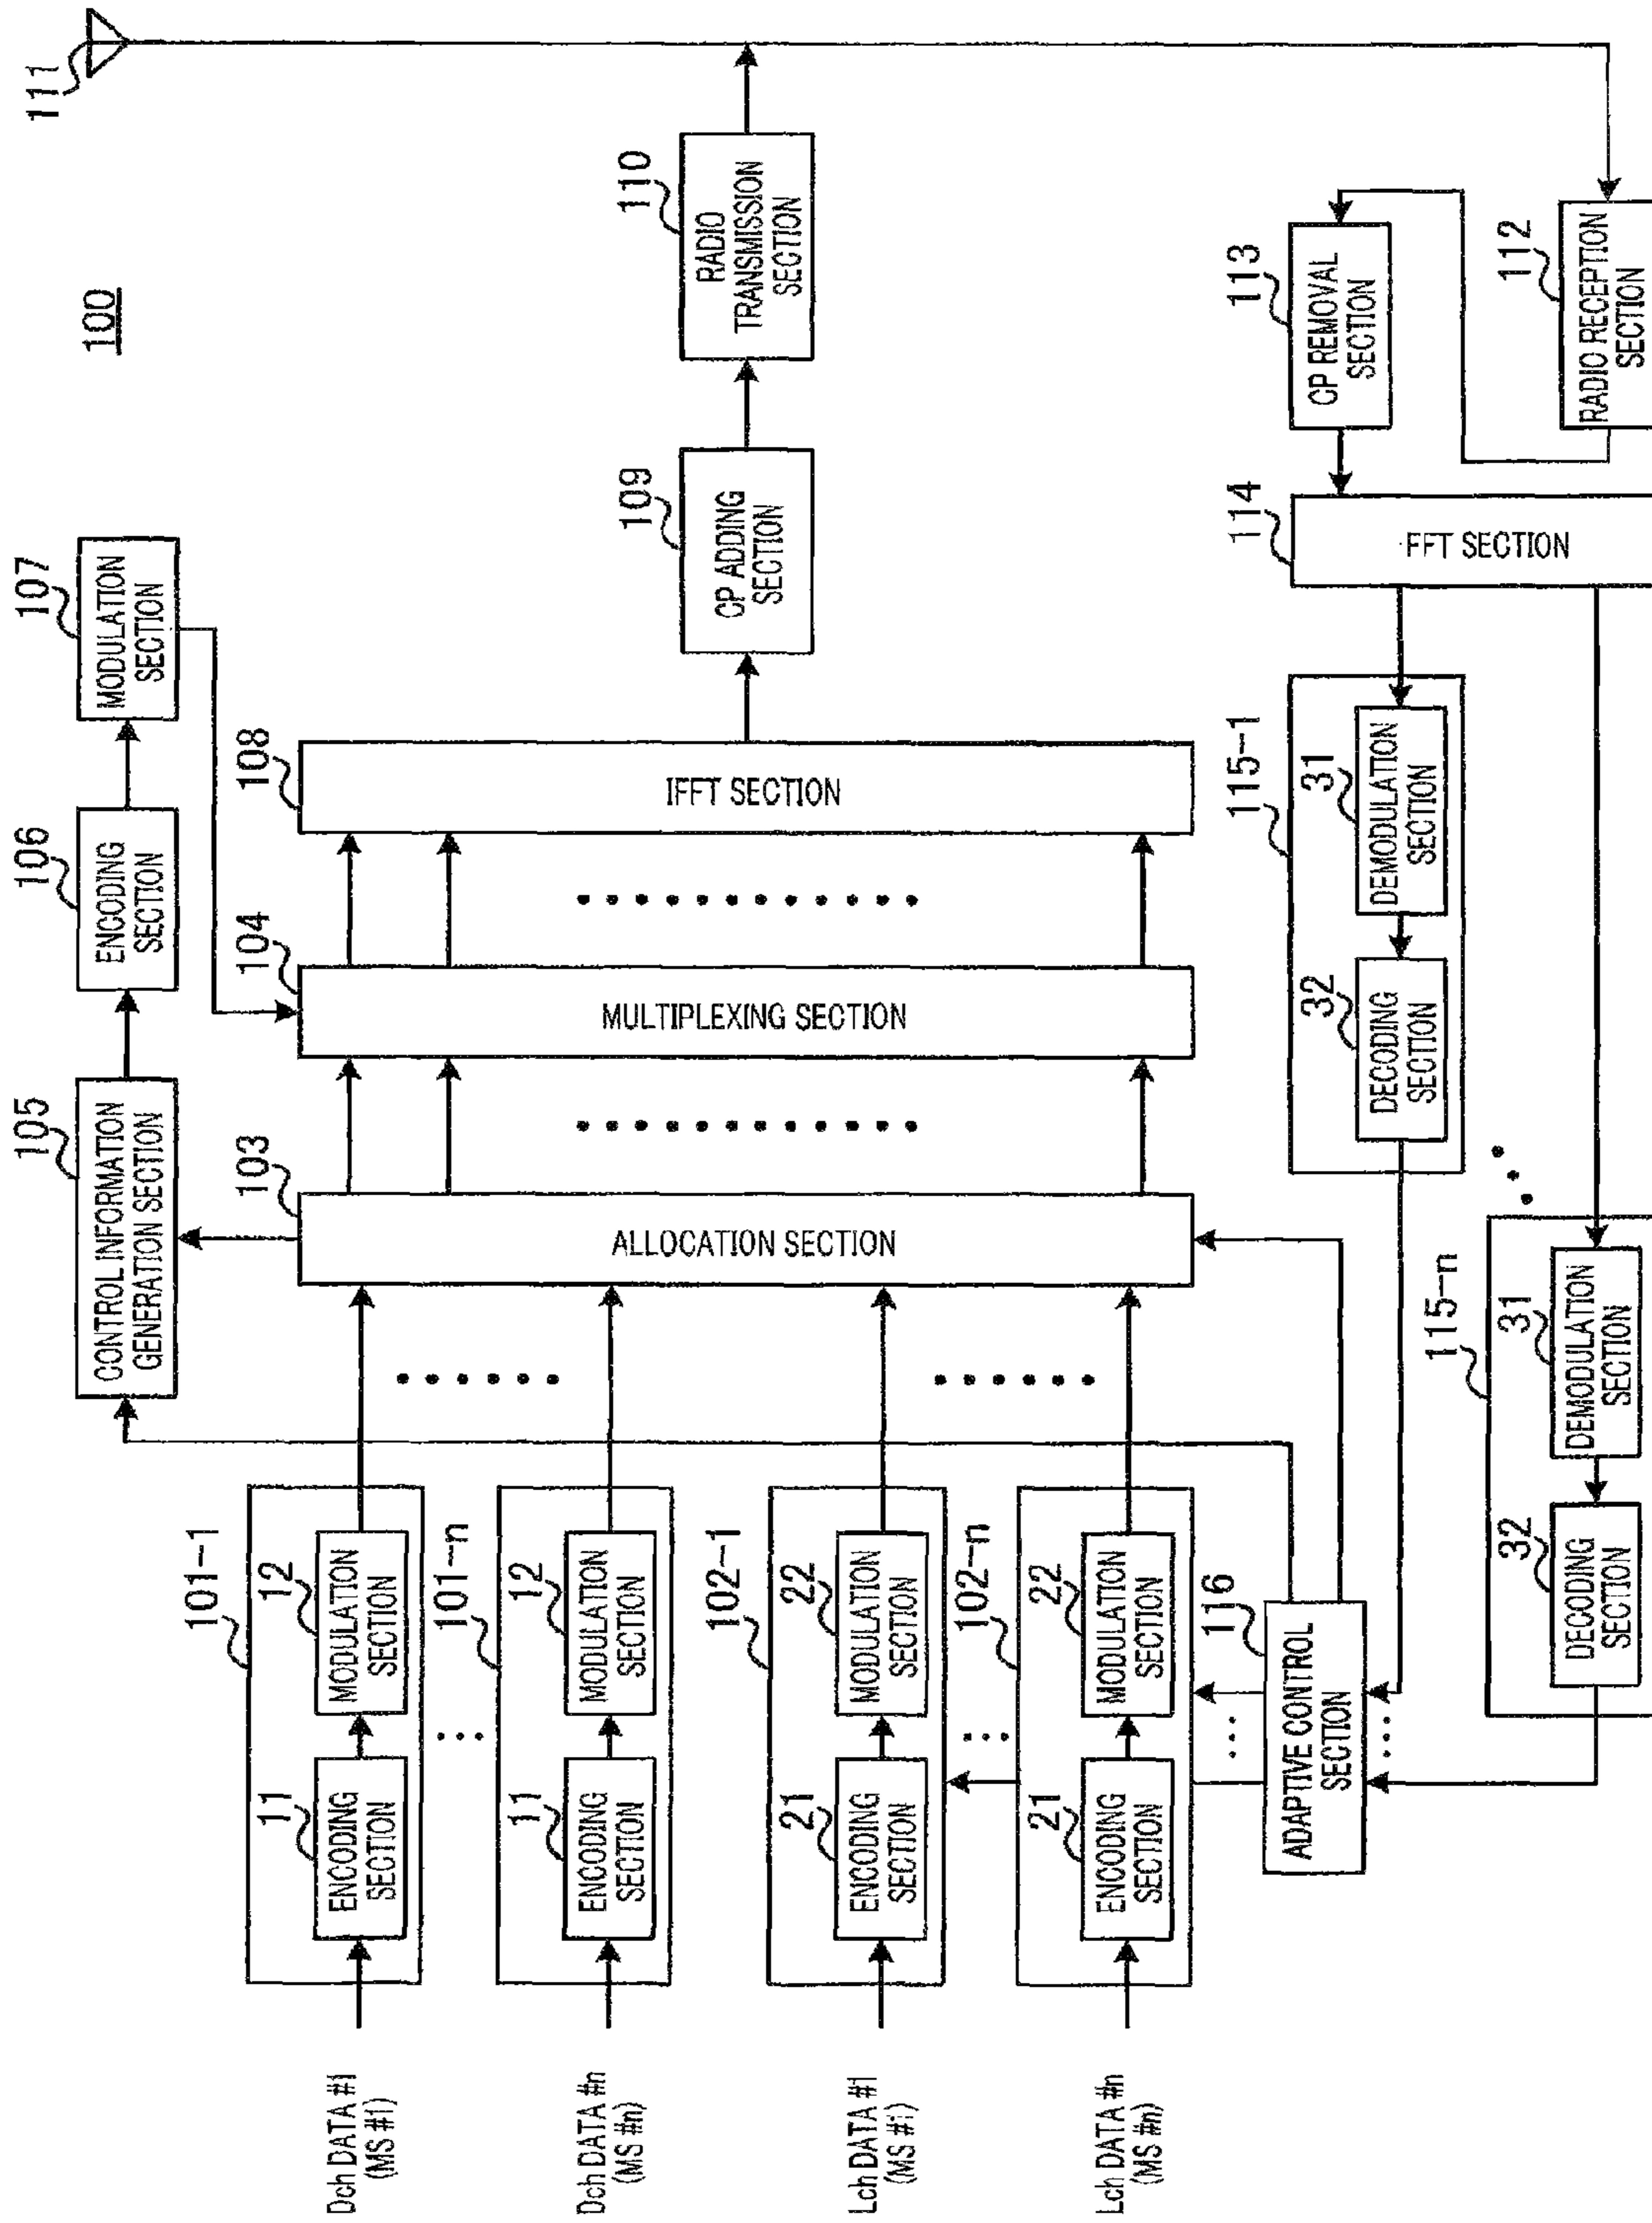 100
111
105
CONTROL INFORMATION
GENERATION SECTION
106
ENCODING
SECTION
107
MODULATION
SECTION
Dch DATA #1
(MS #1)
101-1
11
ENCODING
SECTION
12
MODULATION
SECTION
Dch DATA #n
(MS #n)
101-n
11
ENCODING
SECTION
12
MODULATION
SECTION
Lch DATA #1
(MS #1)
102-1
21
ENCODING
SECTION
22
MODULATION
SECTION
Lch DATA #n
(MS #n)
102-n
21
ENCODING
SECTION
22
MODULATION
SECTION
103
ALLOCATION SECTION
104
MULTIPLEXING SECTION
108
IFFT SECTION
109
CP ADDING
SECTION
110
RADIO
TRANSMISSION
SECTION
116
ADAPTIVE CONTROL
SECTION
115-1
32
DECODING
SECTION
31
DEMODULATION
SECTION
114
FFT SECTION
113
CP REMOVAL
SECTION
112
RADIO RECEPTION
SECTION
115-n
32
DECODING
SECTION
31
DEMODULATION
SECTION